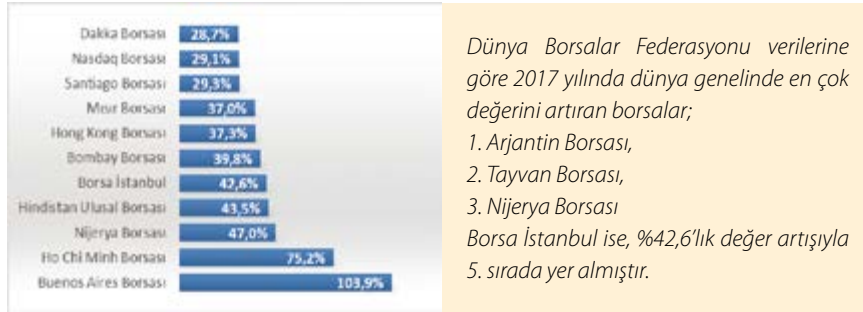 Dakka Borsası 28,7%
Nasdaq Borsası 29,1%
Santiago Borsası 29,3%
Mısır Borsası 37,0%
Hong Kong Borsası 37,3%
Bombay Borsası 39,8%
Borsa İstanbul 42,6%
Hindistan Ulusal Borsası 43,5%
Nijerya Borsası 47,0%
Ho Chi Minh Borsası 75,2%
Buenos Aires Borsası 103,9%
Dünya Borsalar Federasyonu verilerine
göre 2017 yılında dünya genelinde en çok
değerini artıran borsalar;
1. Arjantin Borsası,
2. Tayvan Borsası,
3. Nijerya Borsası
Borsa İstanbul ise, %42,6’lık değer artışıyla
5. sırada yer almıştır.